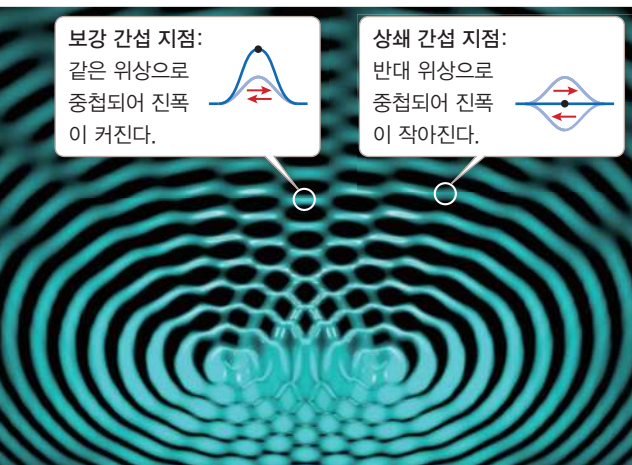 보강 간섭 지점:
같은 위상으로
중첩되어 진폭
이 커진다.
상쇄 간섭 지점:
반대 위상으로
중첩되어 진폭
이 작아진다.